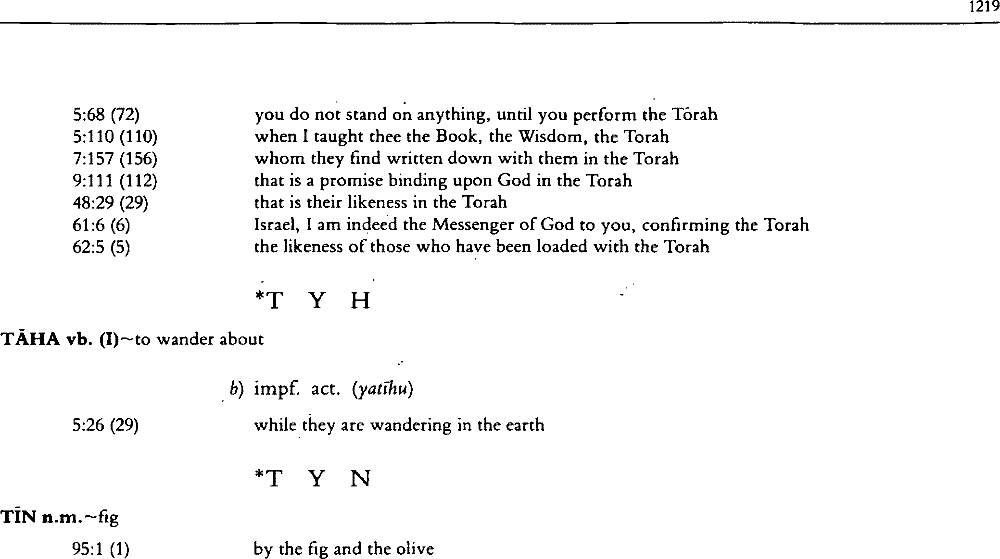 1219
5:68 (72) you do not stand on anything, until you perform the Torah
5:110 (110) when I taught thee the Book, the Wisdom, the Torah
7:157 (156) whom they find written down with them in the Torah
9:111 (112) that is a promise binding upon God in the Torah
48:29 (29) that is their likeness in the Torah
61:6 (6) Israel, I am indeed the Messenger of God to you, confirming the Torah
62:5 (5) the likeness of those who have been loaded with the Torah
*T Y H
TĀHA vb. (I)~to wander about
b) impf. act. (yatīhu)
5:26 (29) while they are wandering in the earth
*T Y N
TĪN n.m.~fig
95:1 (1) by the fig and the olive